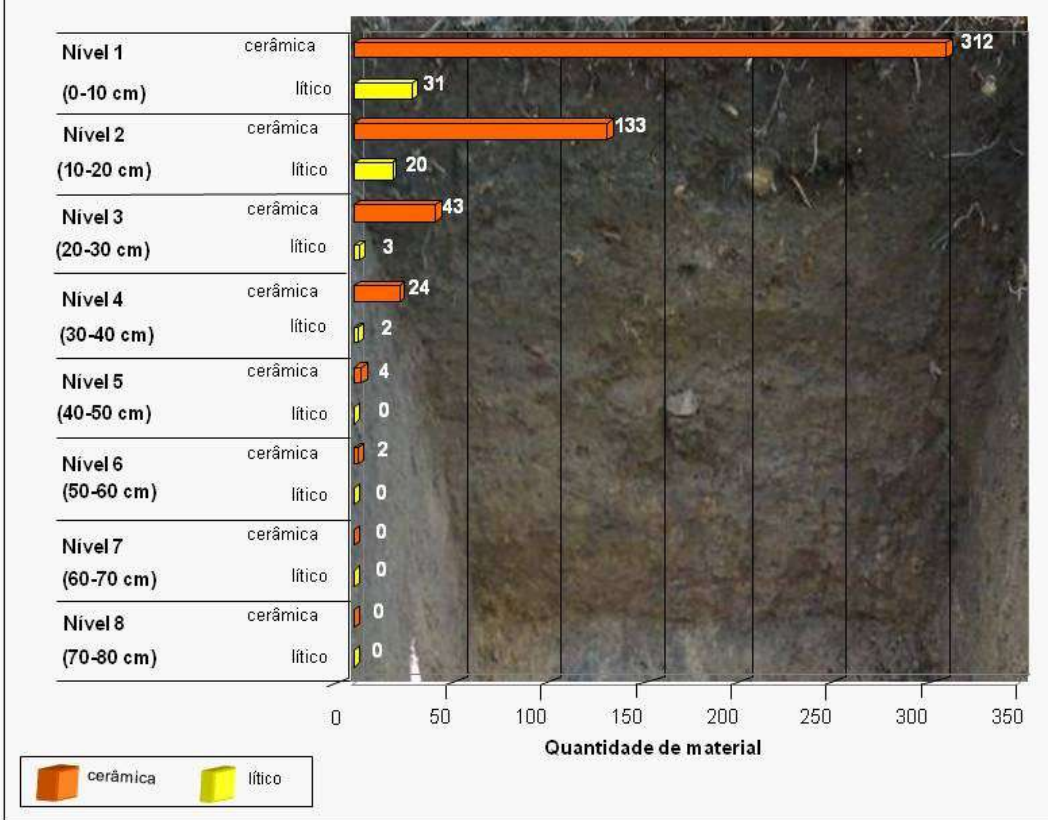 Nível 1 cerâmica 312
(0-10 cm) lítico 31
Nível 2 cerâmica 133
(10-20 cm) lítico 20
Nível 3 cerâmica 43
(20-30 cm) lítico 3
Nível 4 cerâmica 24
(30-40 cm) lítico 2
Nível 5 cerâmica 4
(40-50 cm) lítico 0
Nível 6 cerâmica 2
(50-60 cm) lítico 0
Nível 7 cerâmica 0
(60-70 cm) lítico 0
Nível 8 cerâmica 0
(70-80 cm) lítico 0
0 50 100 150 200 250 300 350
Quantidade de material
cerâmica lítico